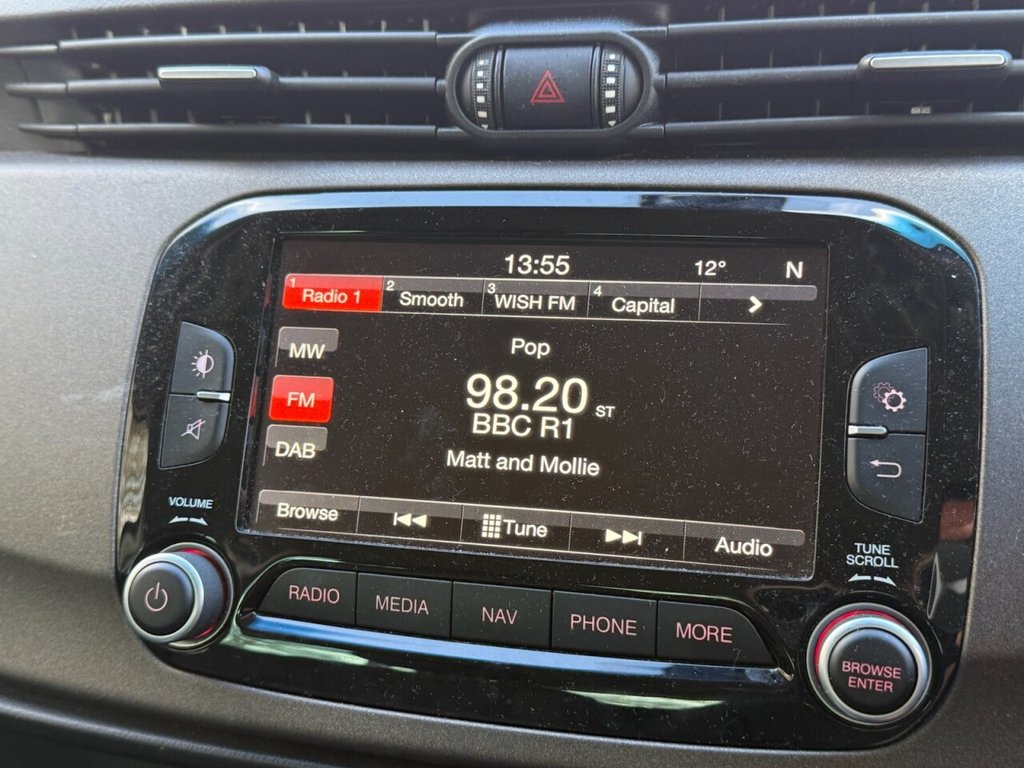 13:55 12° N
1 Radio 1 2 Smooth 3 WISH FM 4 Capital
MW
Pop
FM
98.20 ST
BBC R1
DAB
Matt and Mollie
Browse Tune Audio
VOLUME
TUNE
SCROLL
RADIO MEDIA NAV PHONE MORE
BROWSE
ENTER